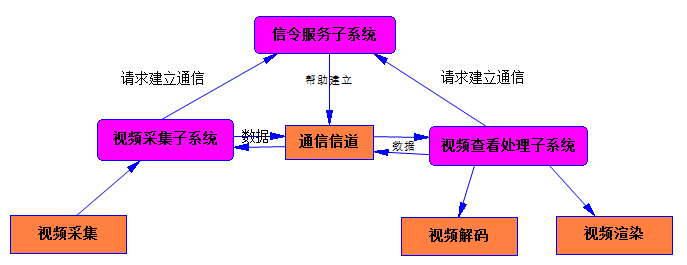 信令服务子系统
请求建立通信
帮助建立
请求建立通信
视频采集子系统
数据
通信信道
数据
视频查看处理子系统
视频采集
视频解码
视频渲染